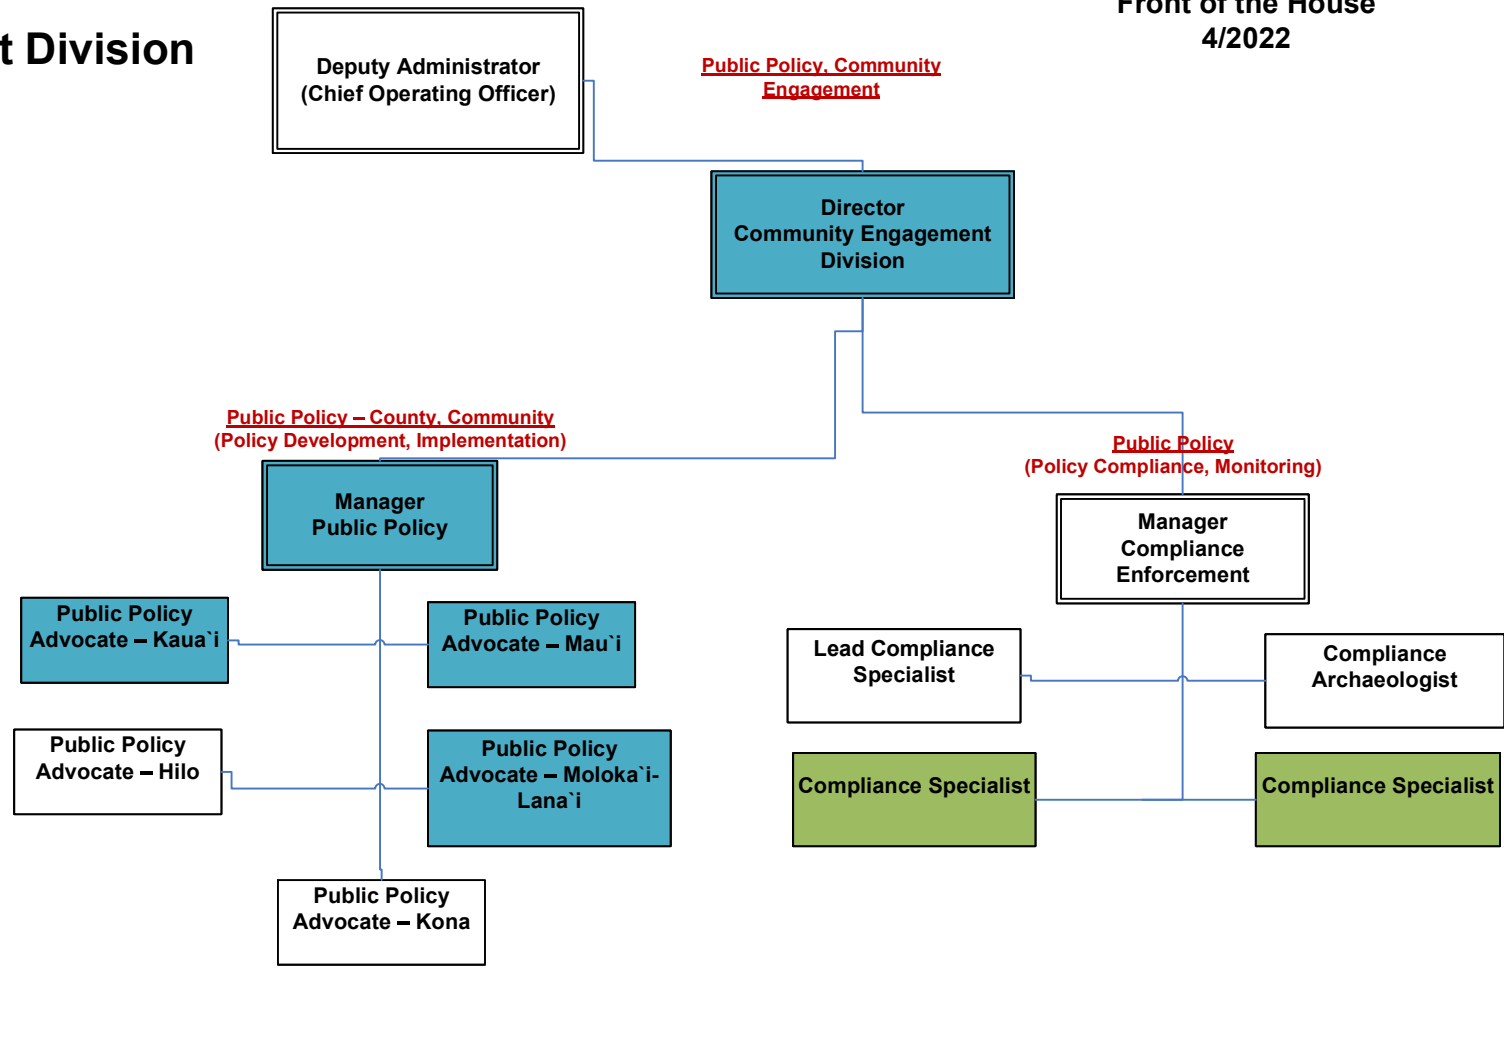 t Division
Front of the House
4/2022
Deputy Administrator
(Chief Operating Officer)
Public Policy, Community
Engagement
Director
Community Engagement
Division
Public Policy – County, Community
(Policy Development, Implementation)
Public Policy
(Policy Compliance, Monitoring)
Manager
Public Policy
Manager
Compliance
Enforcement
Public Policy
Advocate – Kaua`i
Public Policy
Advocate – Mau`i
Lead Compliance
Specialist
Compliance
Archaeologist
Public Policy
Advocate – Hilo
Public Policy
Advocate – Moloka`i-
Lana`i
Compliance Specialist
Compliance Specialist
Public Policy
Advocate – Kona